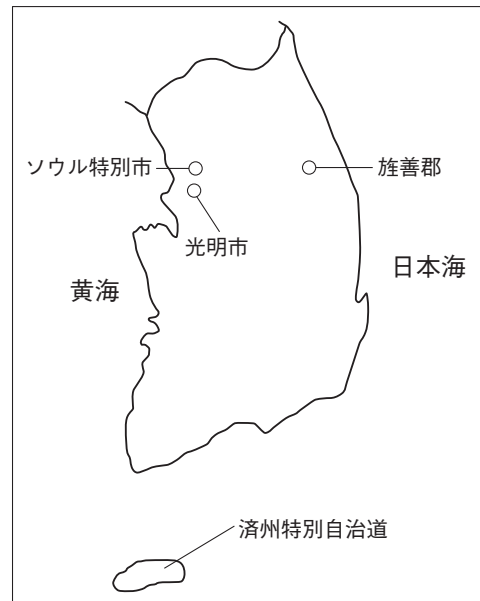 ソウル特別市
旌善郡
光明市
日本海
黄海
済州特別自治道